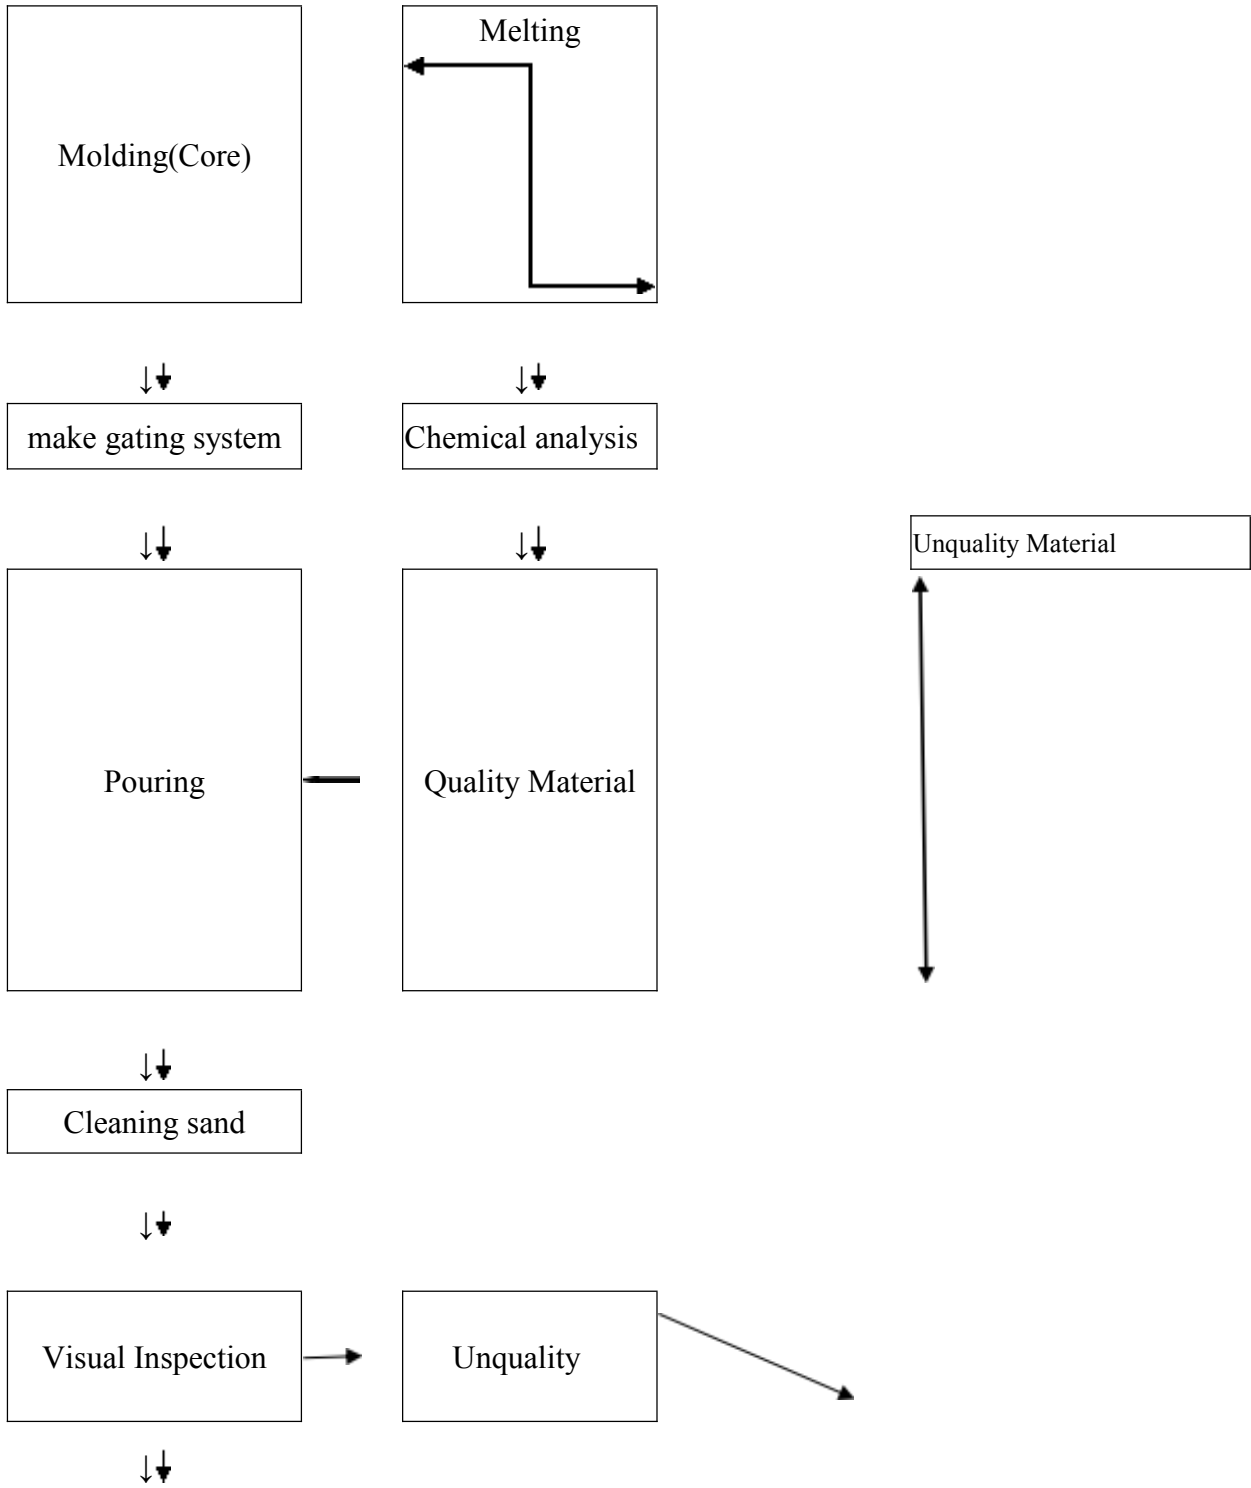 Melting
Molding(Core)
↓ ↓
make gating system
Chemical analysis
↓ ↓
Unquality Material
Pouring
Quality Material
↓
Cleaning sand
↓
Visual Inspection
Unquality
↓